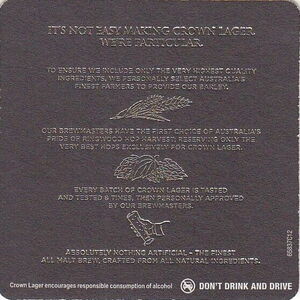 IT'S NOT EASY MAKING CROWN LAGER.
WE'RE PARTICULAR.
TO ENSURE WE INCLUDE ONLY THE VERY HIGHEST QUALITY
INGREDIENTS, WE PERSONALLY SELECT AUSTRALIA'S
FINEST FARMERS TO PROVIDE OUR BARLEY.
OUR BREWMASTERS HAVE THE FIRST CHOICE OF AUSTRALIA'S
PRIDE OF RINGWOOD HOP HARVEST, RESERVING ONLY THE
VERY BEST HOPS EXCLUSIVELY FOR CROWN LAGER.
EVERY BATCH OF CROWN LAGER IS TASTED
AND TESTED 6 TIMES, THEN PERSONALLY APPROVED
BY OUR BREWMASTERS.
ABSOLUTELY NOTHING ARTIFICIAL - THE FINEST
ALL MALT BREW, CRAFTED FROM ALL NATURAL INGREDIENTS.
Crown Lager encourages responsible consumption of alcohol
DON'T DRINK AND DRIVE
65837C12